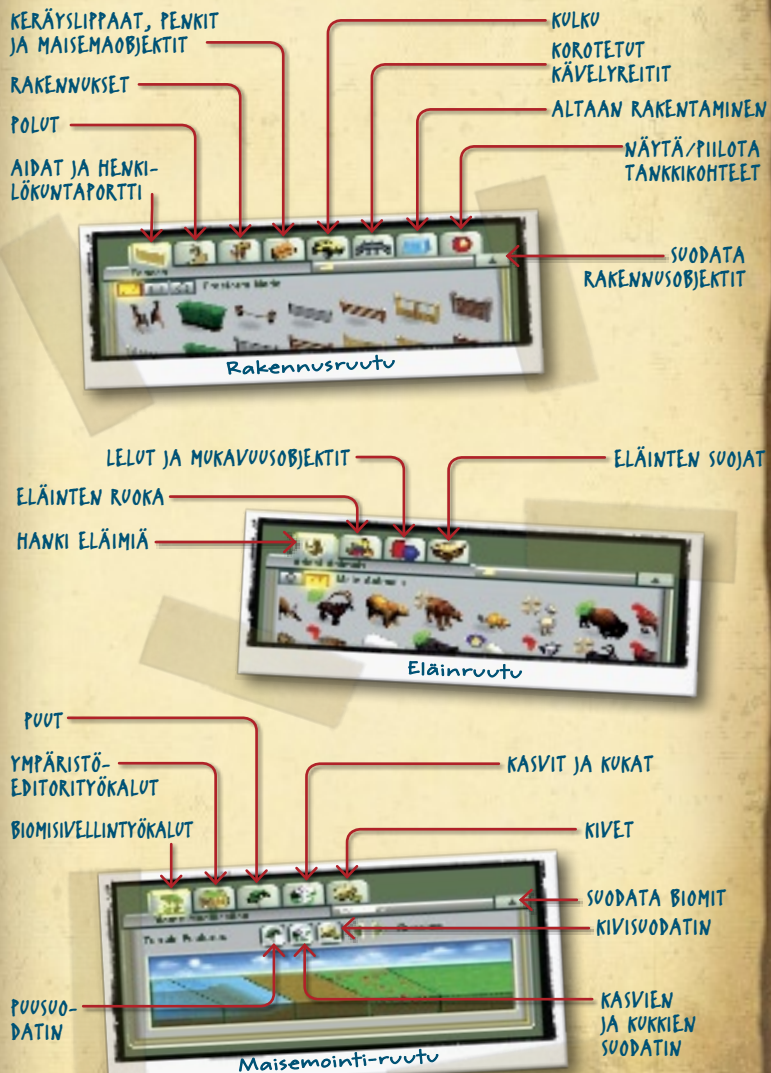 KERÄYSLIPPAAT, PENKIT
JA MAISEMAOBJEKTIT
RAKENNUKSET
POLUT
AIDAT JA HENKI-
LÖKUNTAPORTTI
KULKU
KOROTETUT
KÄVELYREITIT
ALTAAN RAKENTAMINEN
NÄYTÄ/PIILOTA
TANKKIKOHTEET
SUODATA
RAKENNUSOBJEKTIT
Rakennusruutu
LELUT JA MUKAVUUSOBJEKTIT
ELÄINTEN RUOKA
HANKI ELÄIMIÄ
ELÄINTEN SUOJAT
Eläinruutu
PUUT
YMPÄRISTÖ-
EDITORITYÖKALUT
BIOMISIVELLINTYÖKALUT
KASVIT JA KUKAT
KIVET
SUODATA BIOMIT
KIVISUODATIN
PUUSUO-
DATIN
KASVIEN
JA KUKKIEN
SUODATIN
Maisemointi-ruutu